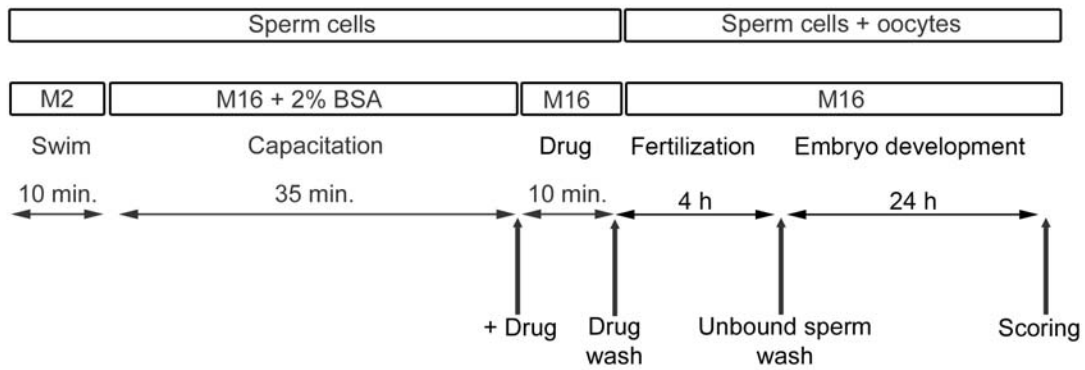 Sperm cells
Sperm cells + oocytes
M2
M16 + 2% BSA
M16
M16
Swim
Capacitation
Drug
Fertilization
Embryo development
10 min.
35 min.
10 min.
4 h
24 h
+ Drug
Drug
wash
Unbound sperm
wash
Scoring